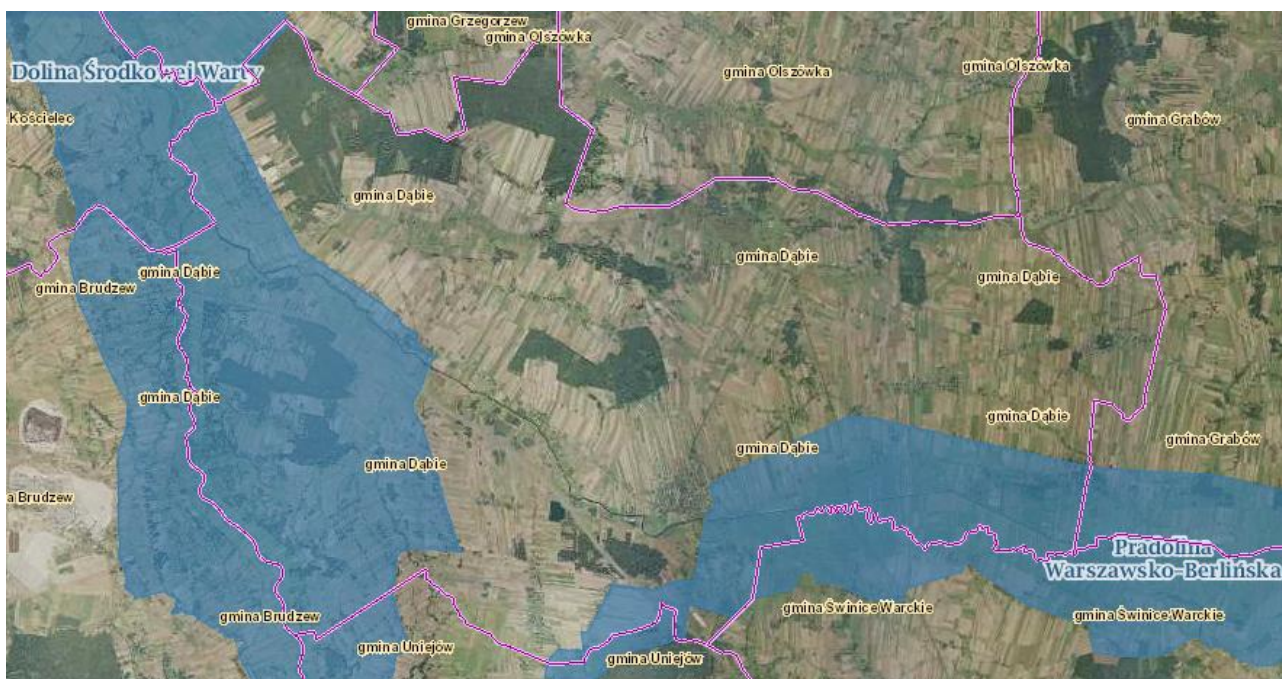 gmina Grzegorzew
gmina Olszówka
Dolina Środkowej Warty
gmina Olszówka
gmina Olszówka
Kościelec
gmina Grabów
gmina Dąbie
gmina Dąbie
gmina Dąbie
gmina Dąbie
gmina Brudzew
gmina Dąbie
gmina Dąbie
gmina Grabów
gmina Dąbie
gmina Dąbie
a Brudzew
Pradolina
Warszawsko-Berlińska
gmina Świnice Warckie
gmina Świnice Warckie
gmina Brudzew
gmina Uniejów
gmina Uniejów